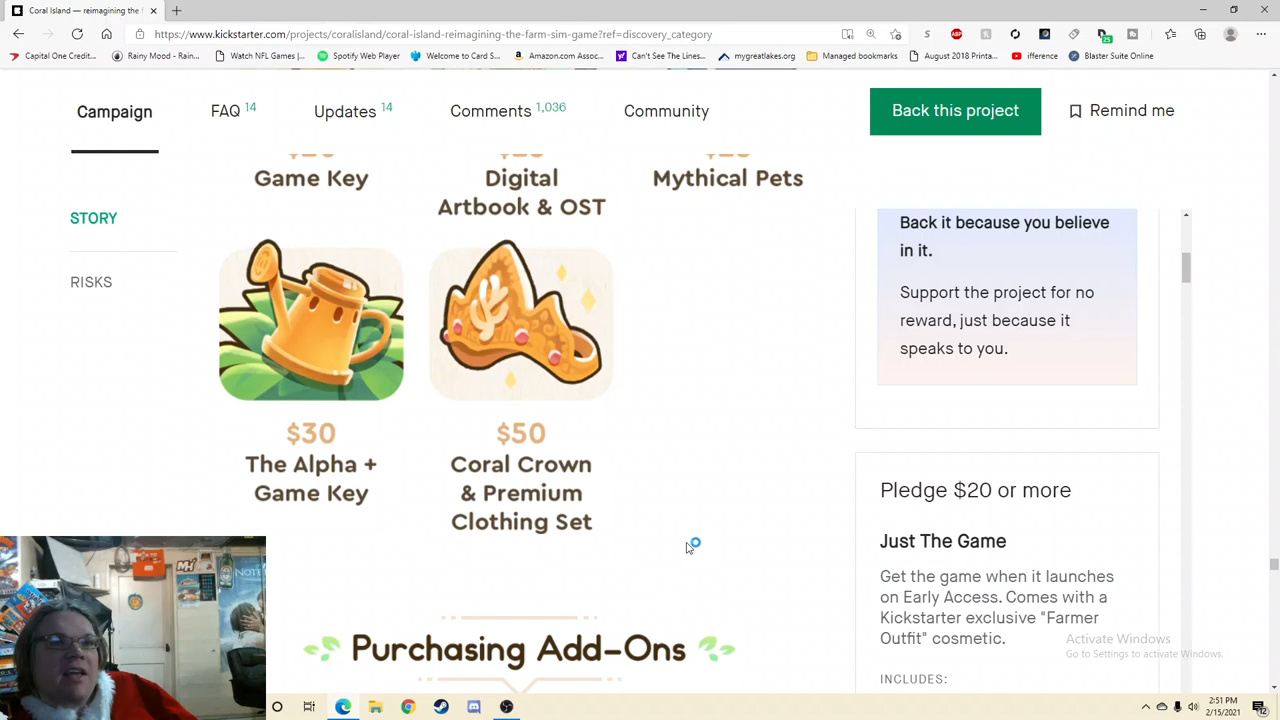 Coral Island — reimagining the f
https://www.kickstarter.com/projects/coralisland/coral-island-reimagining-the-farm-sim-game?ref=discovery_category
Capital One Credit...
Rainy Mood - Rain...
Watch NFL Games |...
Spotify Web Player
Welcome to Card S...
Amazon.com Assoc...
Can't See The Lines...
mygreatlakes.org
Managed bookmarks
August 2018 Printa...
ifference
Blaster Suite Online
Campaign
FAQ 14
Updates 14
Comments 1,036
Community
Back this project
Remind me
STORY
RISKS
Game Key
Digital
Artbook & OST
Mythical Pets
$30
The Alpha +
Game Key
$50
Coral Crown
& Premium
Clothing Set
Purchasing Add-Ons
Back it because you believe
in it.
Support the project for no
reward, just because it
speaks to you.
Pledge $20 or more
Just The Game
Get the game when it launches
on Early Access. Comes with a
Kickstarter exclusive "Farmer
Outfit" cosmetic.
INCLUDES:
Activate Windows
Go to Settings to activate Windows.
2:51 PM
2/15/2021